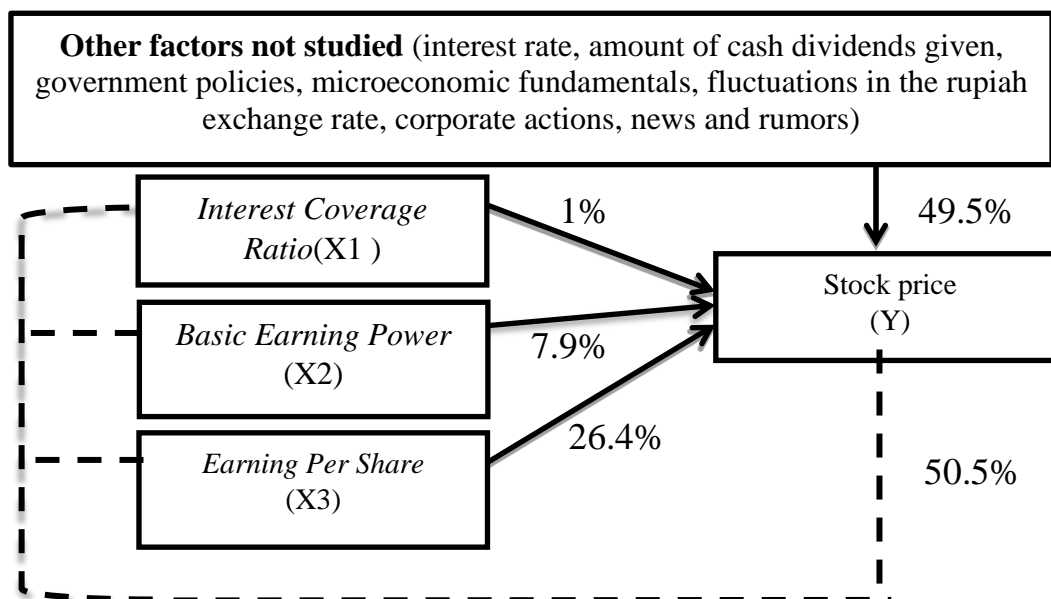 Other factors not studied (interest rate, amount of cash dividends given,
government policies, microeconomic fundamentals, fluctuations in the rupiah
exchange rate, corporate actions, news and rumors)
49.5%
Interest Coverage
Ratio(X1 )
1%
Stock price
(Y)
Basic Earning Power
(X2)
7.9%
Earning Per Share
(X3)
26.4%
50.5%